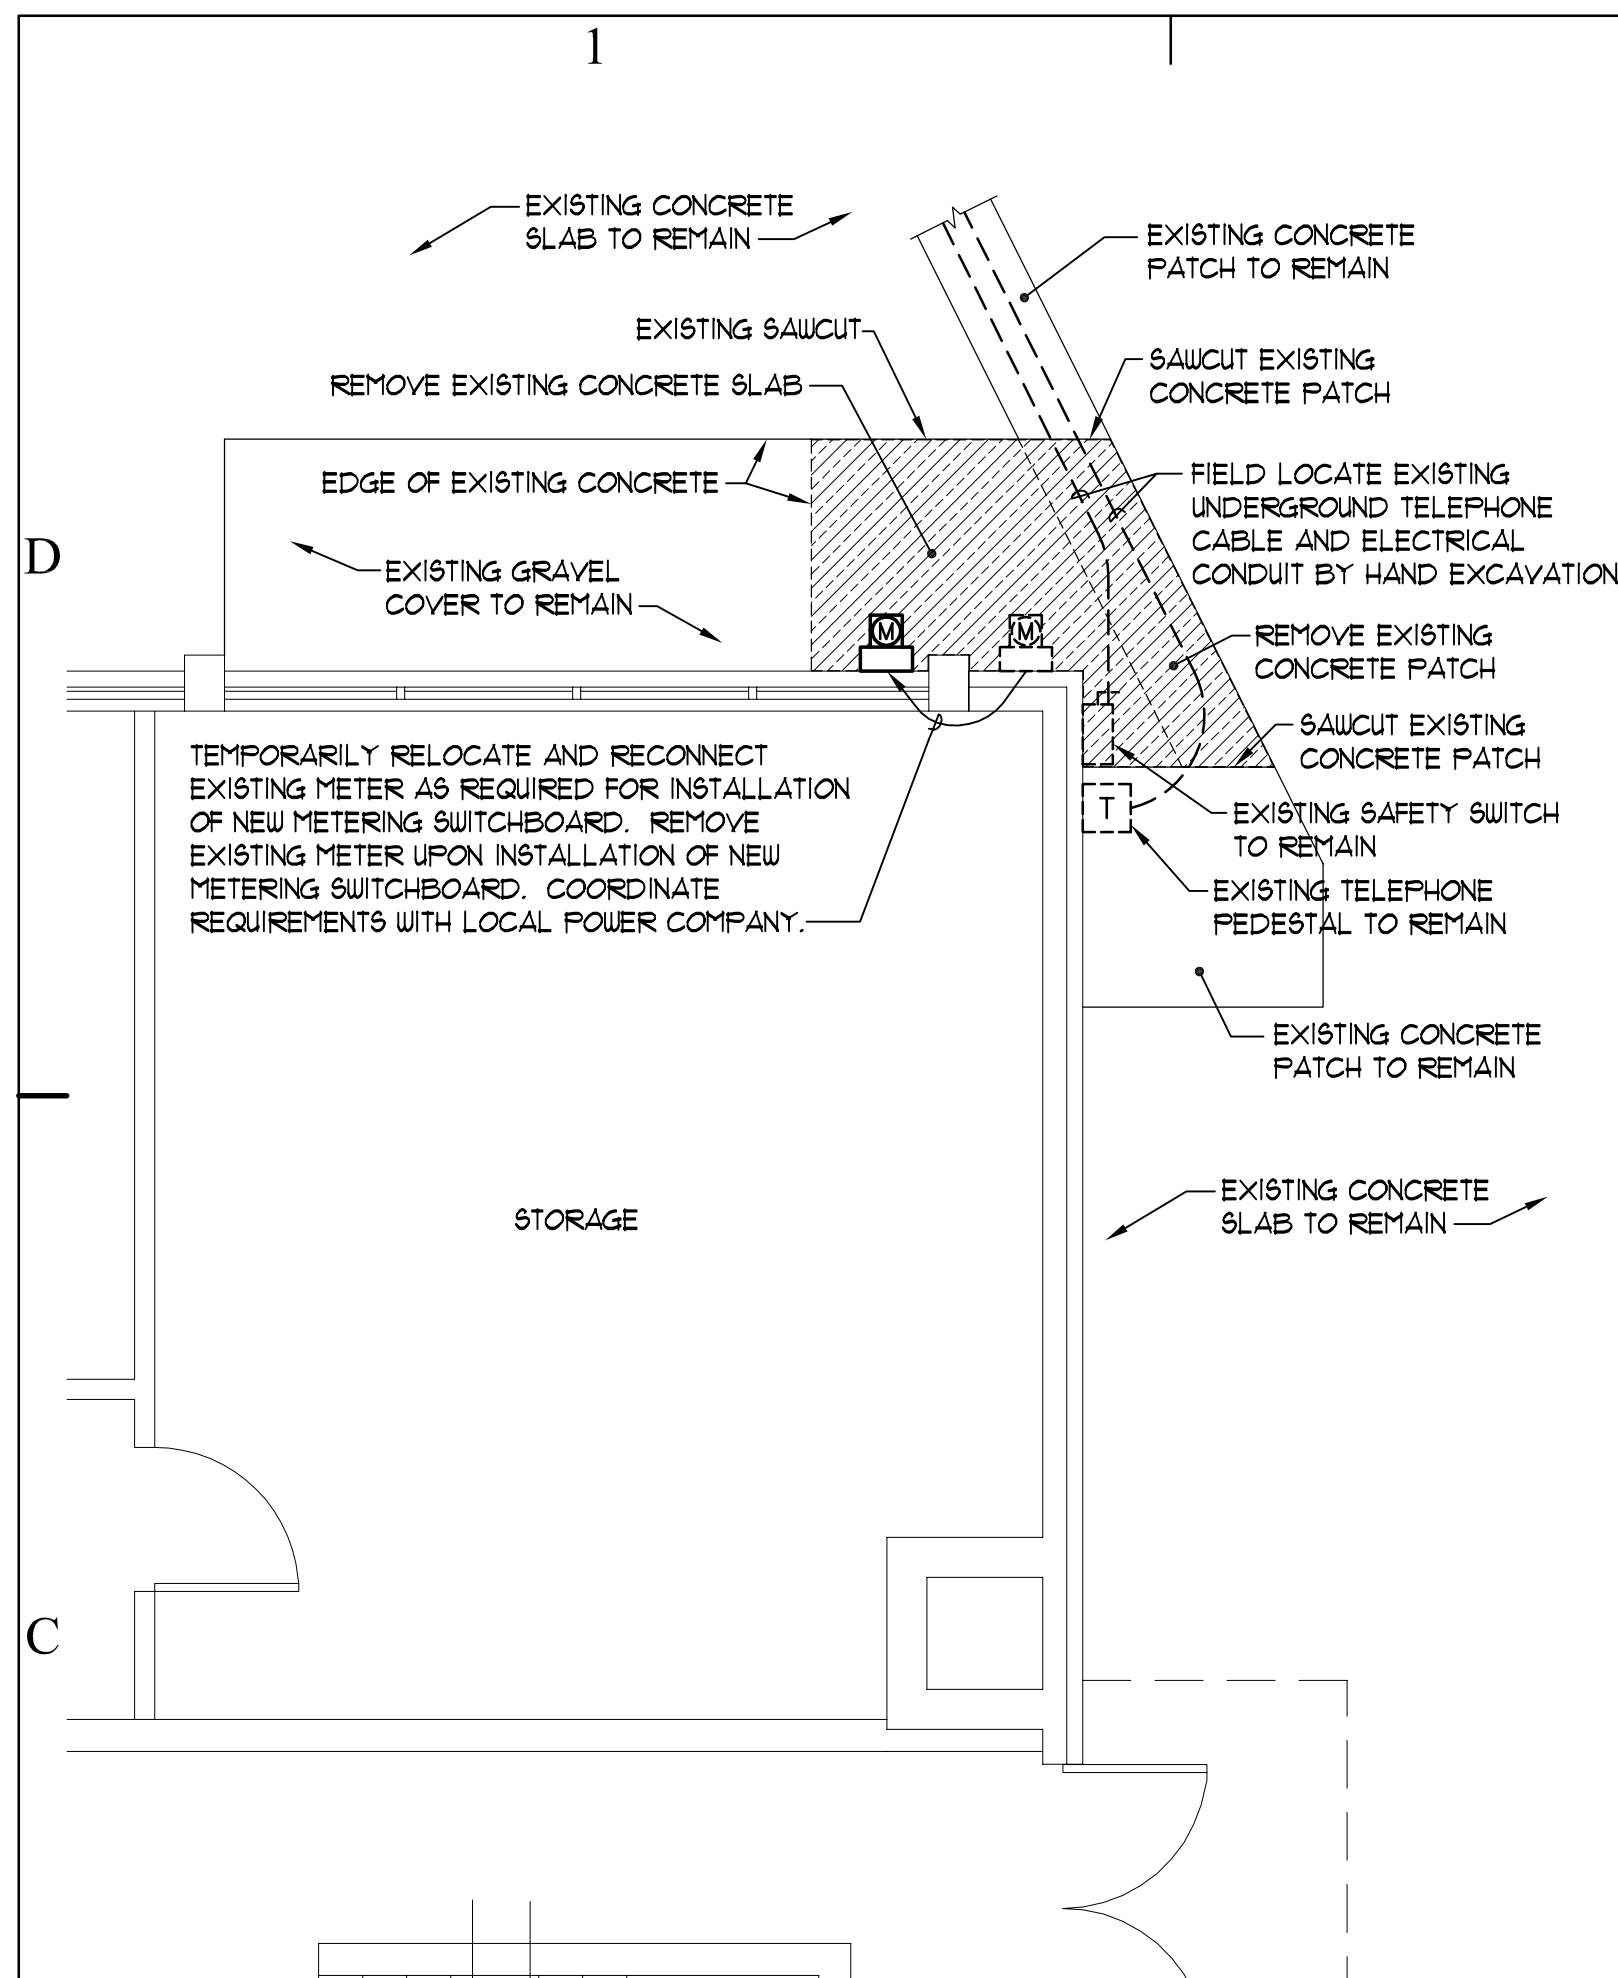 1
EXISTING CONCRETE
SLAB TO REMAIN
EXISTING CONCRETE
PATCH TO REMAIN
EXISTING SAWCUT
SAWCUT EXISTING
CONCRETE PATCH
REMOVE EXISTING CONCRETE SLAB
EDGE OF EXISTING CONCRETE
FIELD LOCATE EXISTING
UNDERGROUND TELEPHONE
CABLE AND ELECTRICAL
CONDUIT BY HAND EXCAVATION
D
EXISTING GRAVEL
COVER TO REMAIN
M
M
REMOVE EXISTING
CONCRETE PATCH
SAWCUT EXISTING
CONCRETE PATCH
TEMPORARILY RELOCATE AND RECONNECT
EXISTING METER AS REQUIRED FOR INSTALLATION
OF NEW METERING SWITCHBOARD. REMOVE
EXISTING METER UPON INSTALLATION OF NEW
METERING SWITCHBOARD. COORDINATE
REQUIREMENTS WITH LOCAL POWER COMPANY.
T
EXISTING SAFETY SWITCH
TO REMAIN
EXISTING TELEPHONE
PEDESTAL TO REMAIN
EXISTING CONCRETE
PATCH TO REMAIN
EXISTING CONCRETE
SLAB TO REMAIN
STORAGE
C